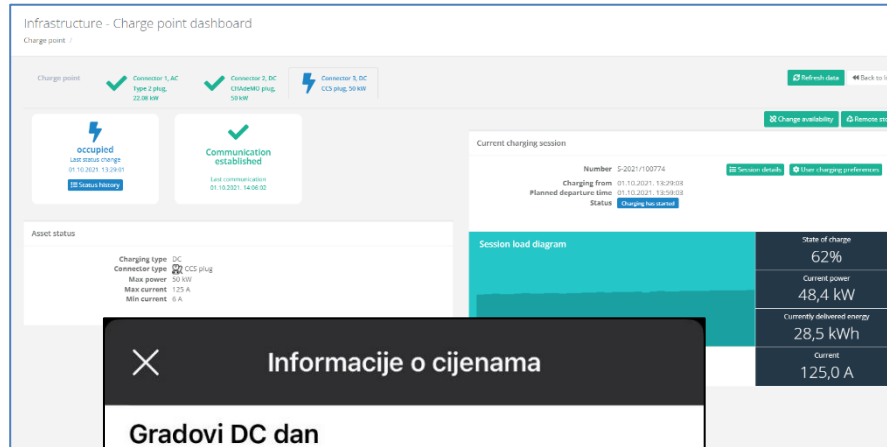 Infrastructure - Charge point dashboard
Charge point /
Charge point
Connector 1, AC
Type 2 plug,
22.08 kW
Connector 2, DC
CHAdeMO plug,
50 kW
Connector 3, DC
CCS plug, 50 kW
Refresh data
Back to
Change availability
Remote
occupied
Last status change
01.10.2021. 13:29:01
Status history
Communication
established
Last communication
01.10.2021. 14:06:02
Current charging session
Number S-2021/100774
Session details
User charging preferences
Charging from 01.10.2021. 13:29:03
Planned departure time 01.10.2021. 13:59:03
Status Charging has started
Asset status
Charging type DC
Connector type CCS plug
Max power 50 kW
Max current 125 A
Min current 6 A
Session load diagram
State of charge
62%
Current power
48,4 kW
Currently delivered energy
28,5 kWh
Current
125,0 A
Informacije o cijenama
Gradovi DC dan